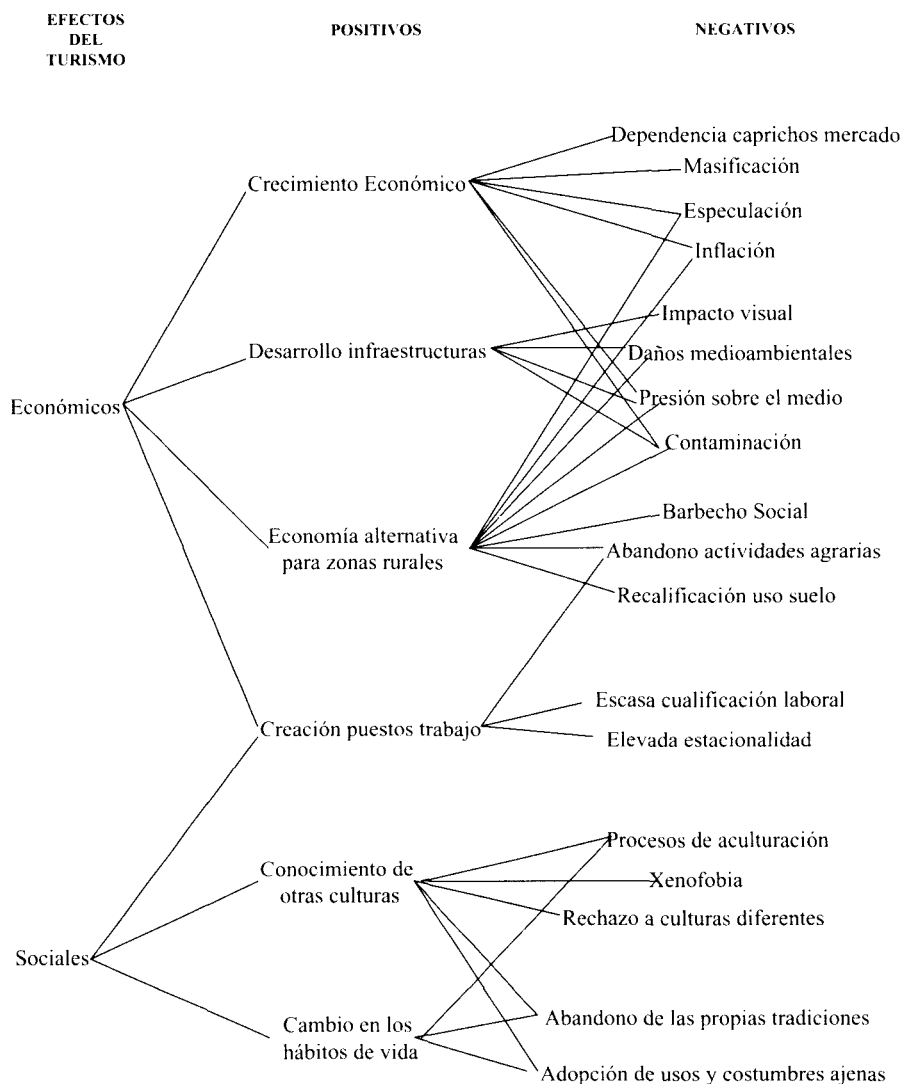 EFECTOS
DEL
TURISMO
POSITIVOS
NEGATIVOS
Económicos
Sociales
Crecimiento Económico
Desarrollo infraestructuras
Economía alternativa
para zonas rurales
Creación puestos trabajo
Conocimiento de
otras culturas
Cambio en los
hábitos de vida
Dependencia caprichos mercado
Masificación
Especulación
Inflación
Impacto visual
Daños medioambientales
Presión sobre el medio
Contaminación
Barbecho Social
Abandono actividades agrarias
Recalificación uso suelo
Escasa cualificación laboral
Elevada estacionalidad
Procesos de aculturación
Xenofobia
Rechazo a culturas diferentes
Abandono de las propias tradiciones
Adopción de usos y costumbres ajenas